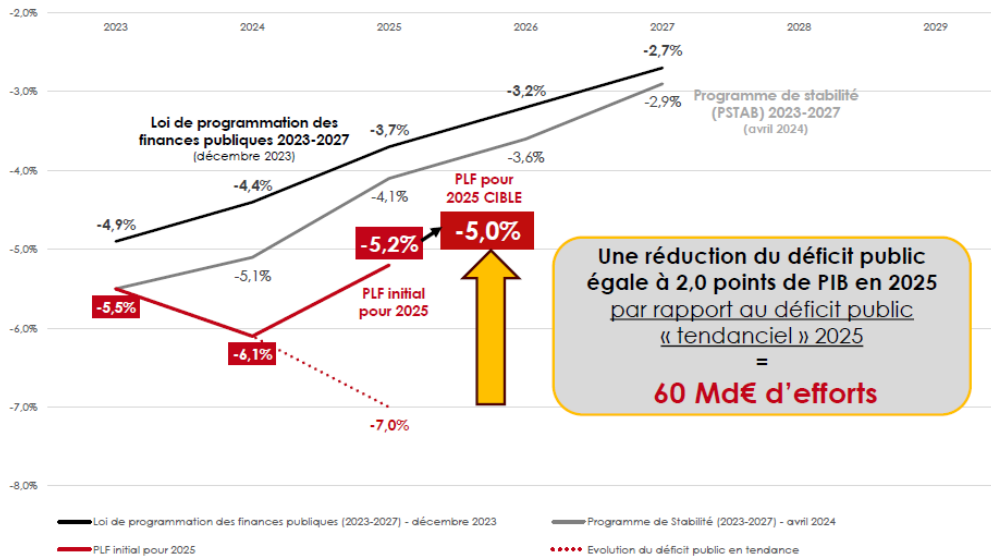 -2,0%
2023 2024 2025 2026 2027 2028 2029
-2,7%
-3,0%
-3,2%
Programme de stabilité
(PSTAB) 2023-2027
(avril 2024)
-2,9%
Loi de programmation des
finances publiques 2023-2027
(décembre 2023)
-3,7%
-3,6%
-4,0%
-4,4%
-4,1%
PLF pour
2025 CIBLE
-4,9%
-5,2%
-5,0%
-5,0%
-5,1%
-5,5%
PLF initial
pour 2025
Une réduction du déficit public
égale à 2,0 points de PIB en 2025
par rapport au déficit public
« tendanciel » 2025
=
60 Md€ d’efforts
-6,0%
-6,1%
-7,0%
-7,0%
-8,0%
Loi de programmation des finances publiques (2023-2027) - décembre 2023
Programme de Stabilité (2023-2027) - avril 2024
PLF initial pour 2025
Evolution du déficit public en tendance